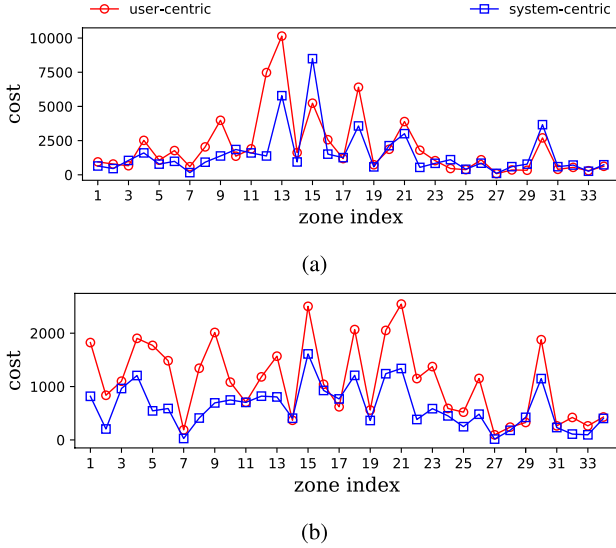 user-centric system-centric
10000
7500
5000
2500
0
cost
1 3 5 7 9 11 13 15 17 19 21 23 25 27 29 31 33
zone index
(a)
2000
1000
0
cost
1 3 5 7 9 11 13 15 17 19 21 23 25 27 29 31 33
zone index
(b)